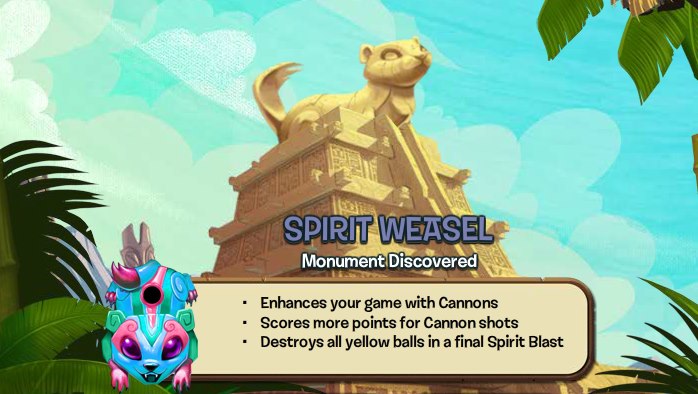 SPIRIT WEASEL
Monument Discovered
· Enhances your game with Cannons
· Scores more points for Cannon shots
· Destroys all yellow balls in a final Spirit Blast